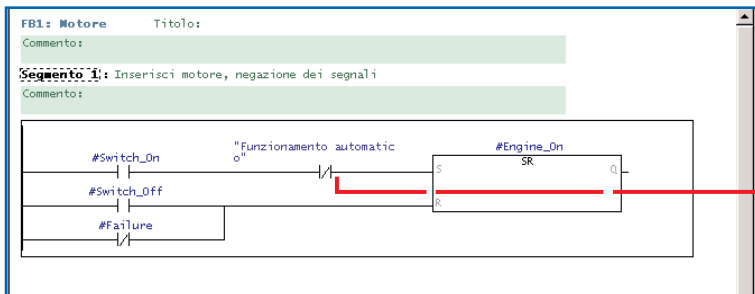 FB1: Motore Titolo:
Commento:
Segmento 1: Inserisci motore, negazione dei segnali
Commento:
"Funzionamento automatic
o"
#Switch_On
#Engine_On
SR
S
Q
#Switch_Off
R
#Failure